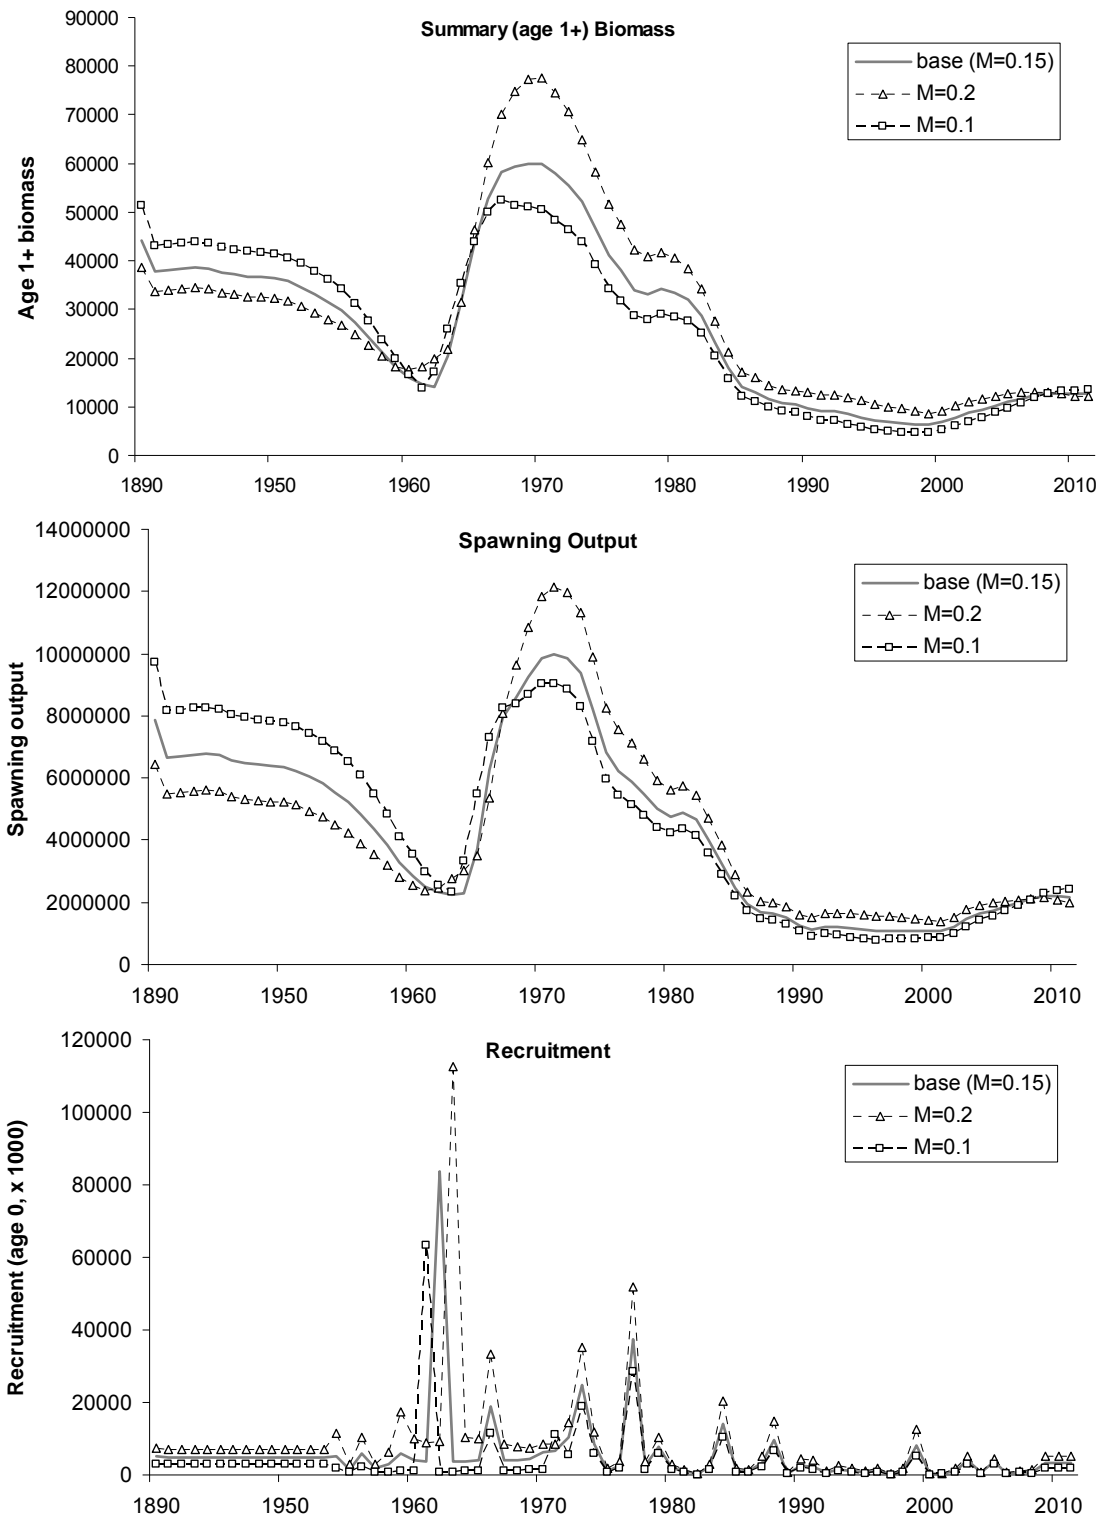 Summary (age 1+) Biomass
base (M=0.15)
M=0.2
M=0.1
Age 1+ biomass
90000
80000
70000
60000
50000
40000
30000
20000
10000
0
1890 1950 1960 1970 1980 1990 2000 2010
Spawning Output
base (M=0.15)
M=0.2
M=0.1
Spawning output
14000000
12000000
10000000
8000000
6000000
4000000
2000000
0
1890 1950 1960 1970 1980 1990 2000 2010
Recruitment
base (M=0.15)
M=0.2
M=0.1
Recruitment (age 0, x 1000)
120000
100000
80000
60000
40000
20000
0
1890 1950 1960 1970 1980 1990 2000 2010